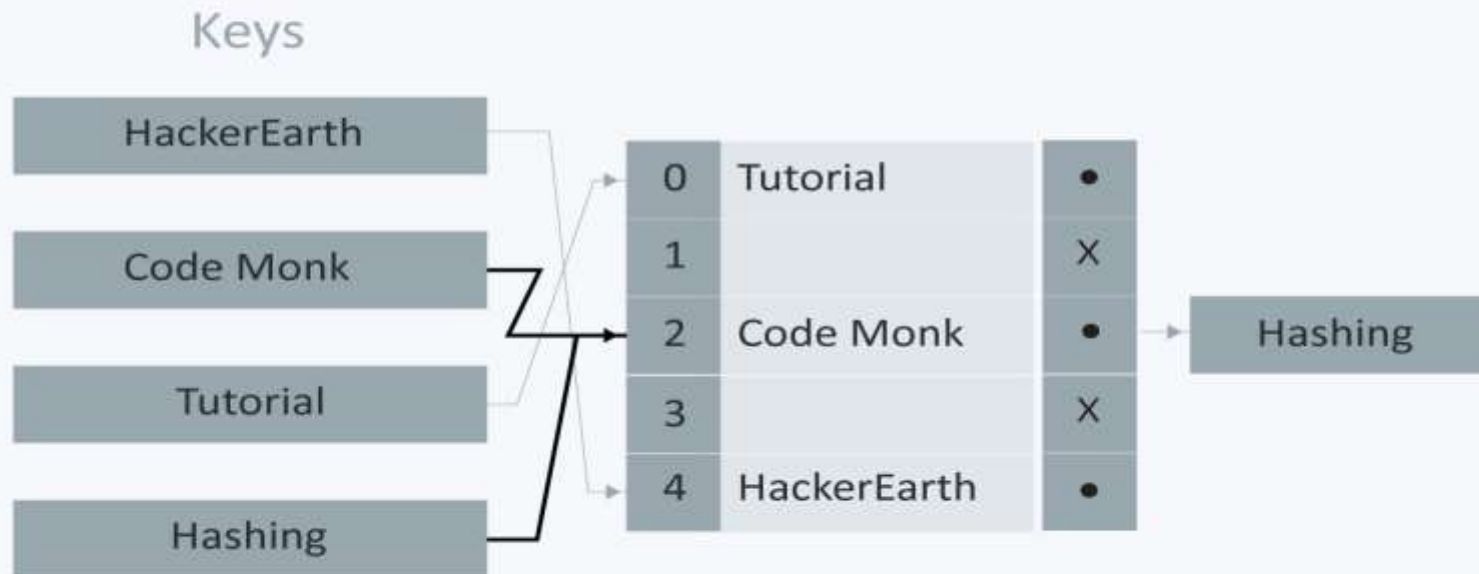 Keys
HackerEarth
Code Monk
Tutorial
Hashing
0 Tutorial •
1 X
2 Code Monk •
3 X
4 HackerEarth •
Hashing